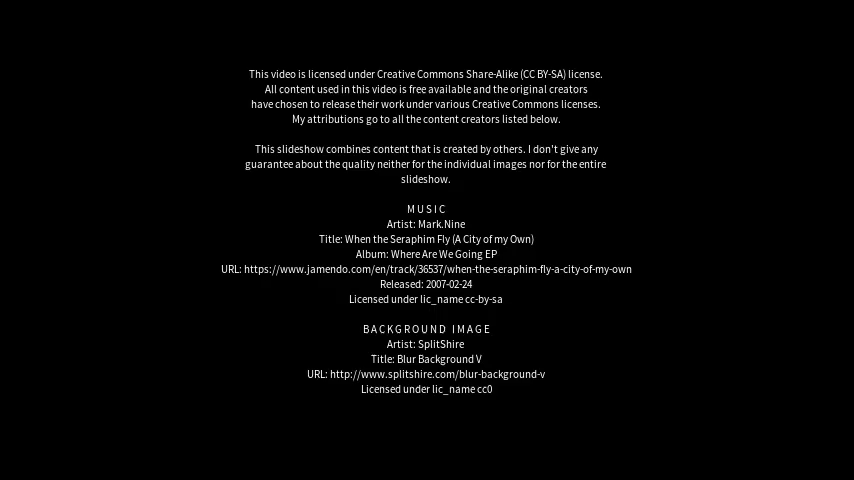 This video is licensed under Creative Commons Share-Alike (CC BY-SA) license.
All content used in this video is free available and the original creators
have chosen to release their work under various Creative Commons licenses.
My attributions go to all the content creators listed below.
This slideshow combines content that is created by others. I don't give any
guarantee about the quality neither for the individual images nor for the entire
slideshow.
MUSIC
Artist: Mark.Nine
Title: When the Seraphim Fly (A City of my Own)
Album: Where Are We Going EP
URL: https://www.jamendo.com/en/track/36537/when-the-seraphim-fly-a-city-of-my-own
Released: 2007-02-24
Licensed under lic_name cc-by-sa
BACKGROUND IMAGE
Artist: SplitShire
Title: Blur Background V
URL: http://www.splitshire.com/blur-background-v
Licensed under lic_name cc0